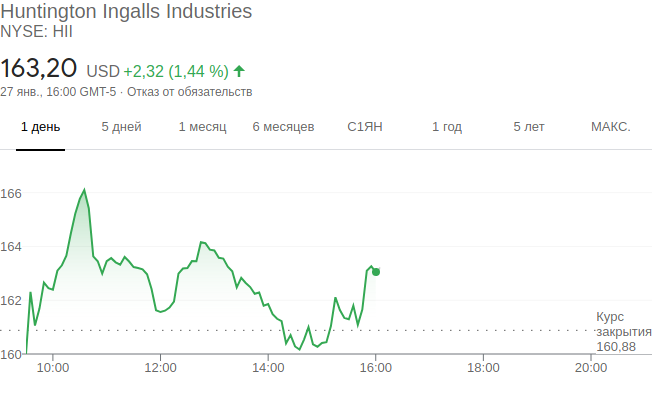 Huntington Ingalls Industries
NYSE: HII
163,20 USD +2,32 (1,44 %)
27 янв., 16:00 GMT-5 · Отказ от обязательств
1 день 5 дней 1 месяц 6 месяцев С1ЯН 1 год 5 лет МАКС.
166
164
162
160
Курс
закрытия
160,88
10:00 12:00 14:00 16:00 18:00 20:00